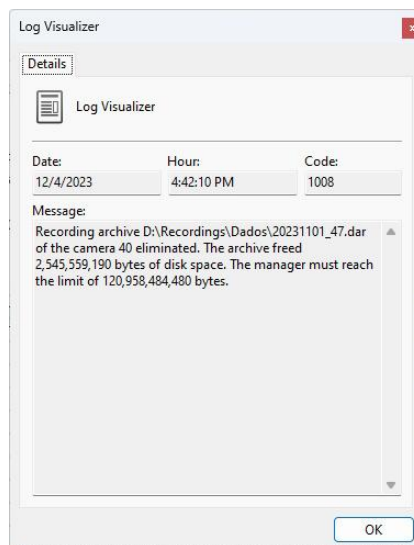 Log Visualizer
Details
Log Visualizer
Date: Hour: Code:
12/4/2023 4:42:10 PM 1008
Message:
Recording archive D:\Recordings\Dados\20231101_47.dar
of the camera 40 eliminated. The archive freed
2,545,559,190 bytes of disk space. The manager must reach
the limit of 120,958,484,480 bytes.
OK